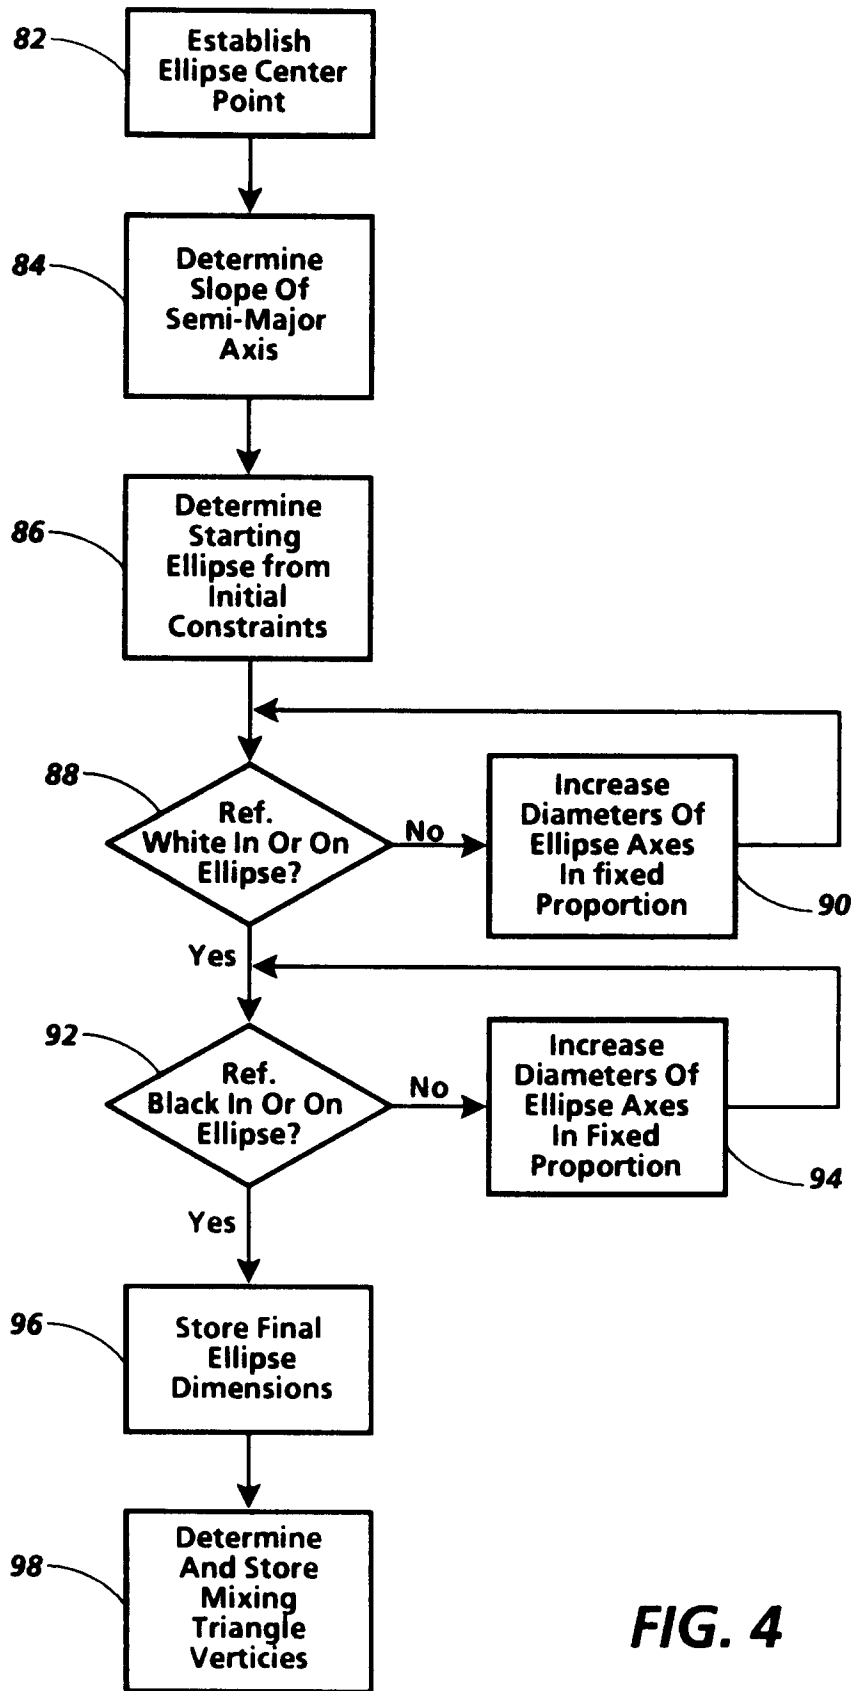 82
Establish
Ellipse Center
Point
84
Determine
Slope Of
Semi-Major
Axis
86
Determine
Starting
Ellipse from
Initial
Constraints
88
Ref.
White In Or On
Ellipse?
No
Increase
Diameters Of
Ellipse Axes
In fixed
Proportion
90
Yes
92
Ref.
Black In Or On
Ellipse?
No
Increase
Diameters Of
Ellipse Axes
In Fixed
Proportion
94
Yes
96
Store Final
Ellipse
Dimensions
98
Determine
And Store
Mixing
Triangle
Verticies
FIG. 4